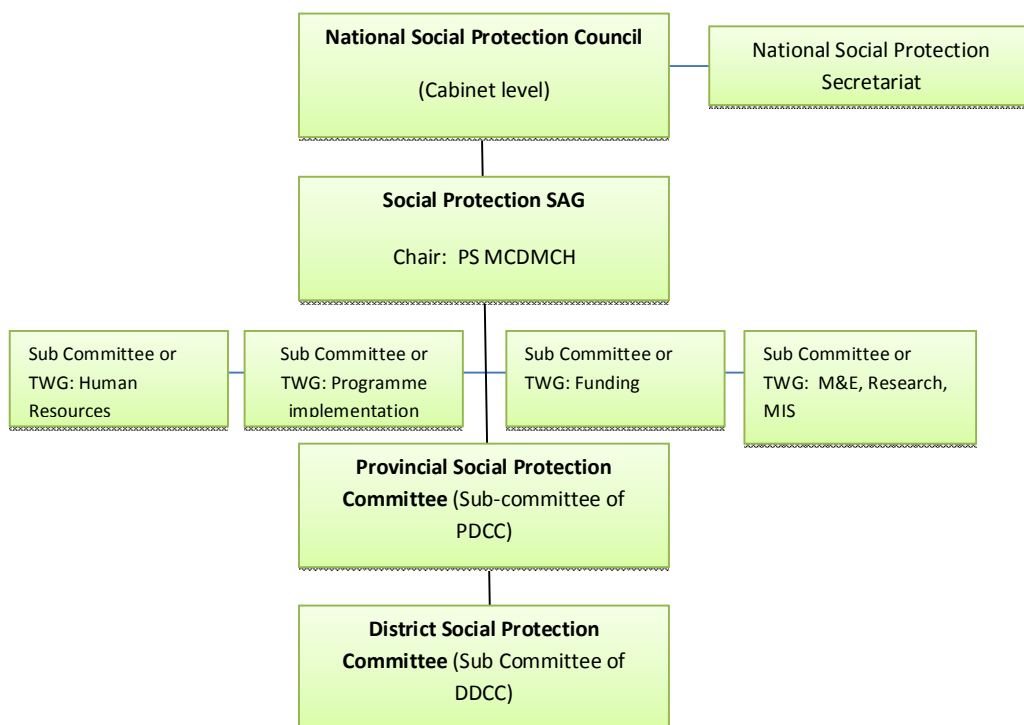 National Social Protection Council
(Cabinet level)
National Social Protection
Secretariat
Social Protection SAG
Chair:  PS MCDMCH
Sub Committee or
TWG: Human
Resources
Sub Committee or
TWG: Programme
implementation
Sub Committee or
TWG: Funding
Sub Committee or
TWG:  M&E, Research,
MIS
Provincial Social Protection
Committee (Sub-committee of
PDCC)
District Social Protection
Committee (Sub Committee of
DDCC)